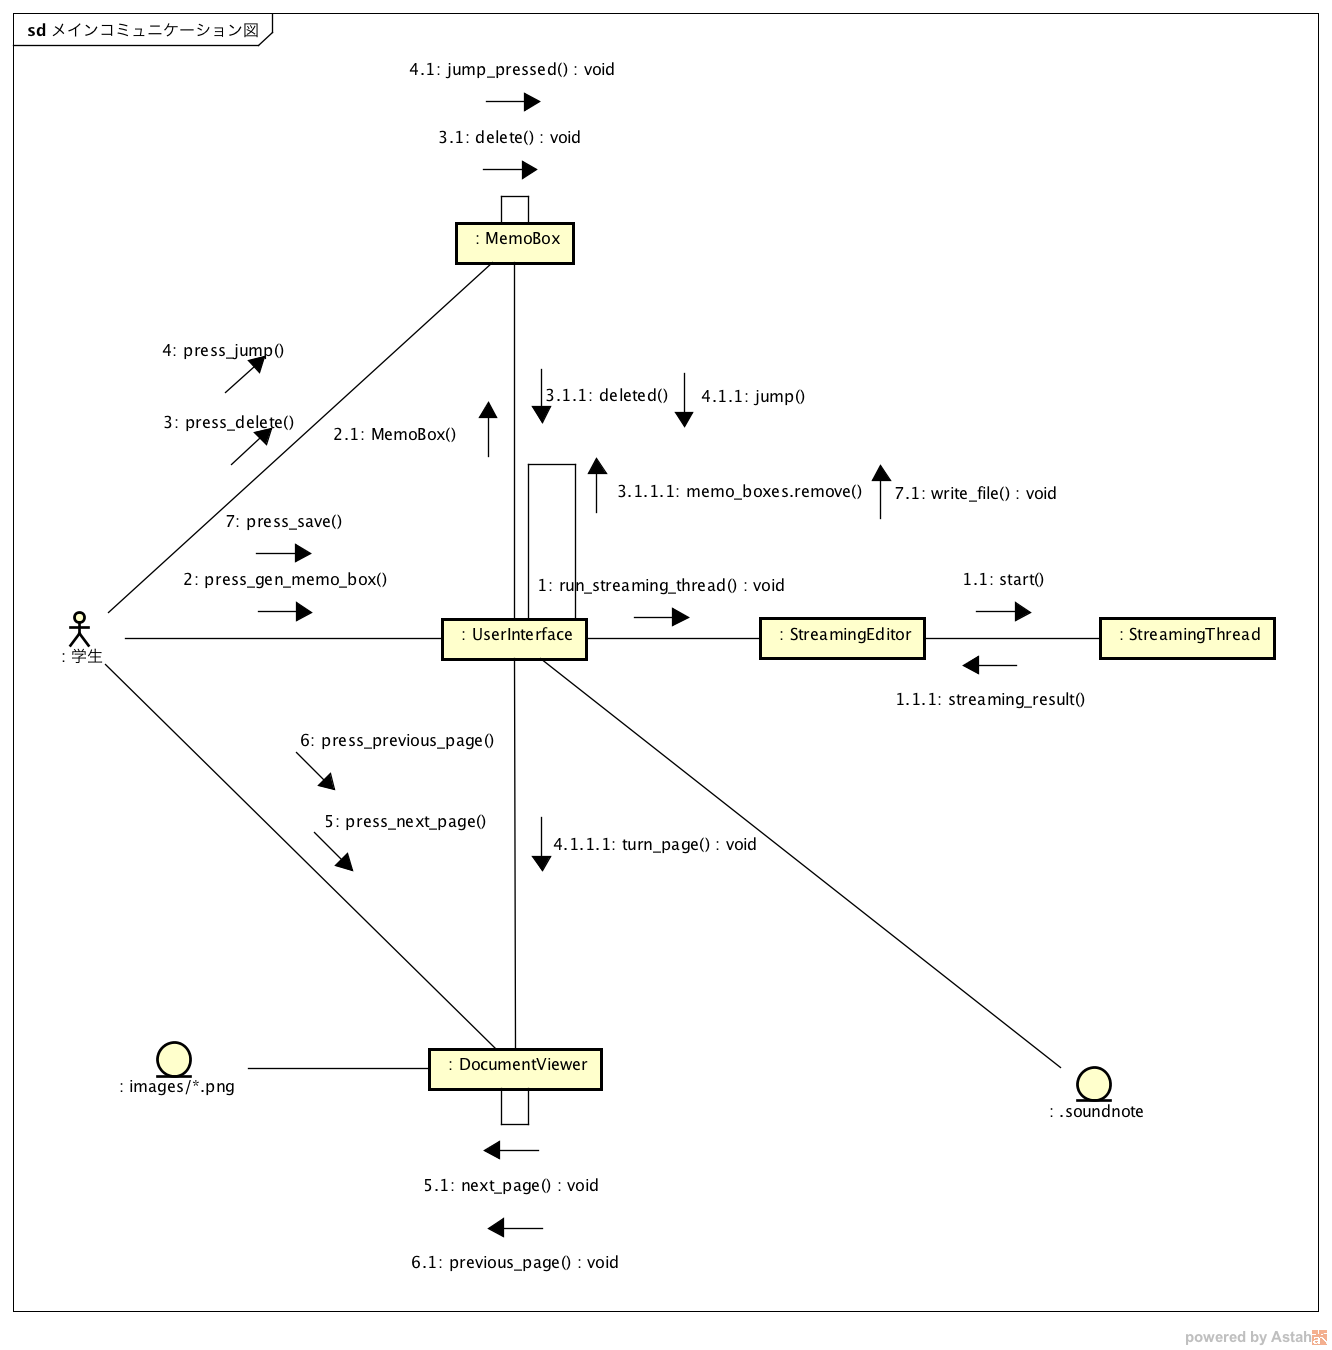 sd メインコミュニケーション図
4.1: jump_pressed() : void
3.1: delete() : void
: MemoBox
4: press_jump()
3: press_delete()
2.1: MemoBox()
3.1.1: deleted()
4.1.1: jump()
3.1.1.1: memo_boxes.remove()
7.1: write_file() : void
7: press_save()
2: press_gen_memo_box()
1: run_streaming_thread() : void
1.1: start()
: 学生
: UserInterface
: StreamingEditor
: StreamingThread
1.1.1: streaming_result()
6: press_previous_page()
5: press_next_page()
4.1.1.1: turn_page() : void
: images/*.png
: DocumentViewer
: .soundnote
5.1: next_page() : void
6.1: previous_page() : void
powered by Astah